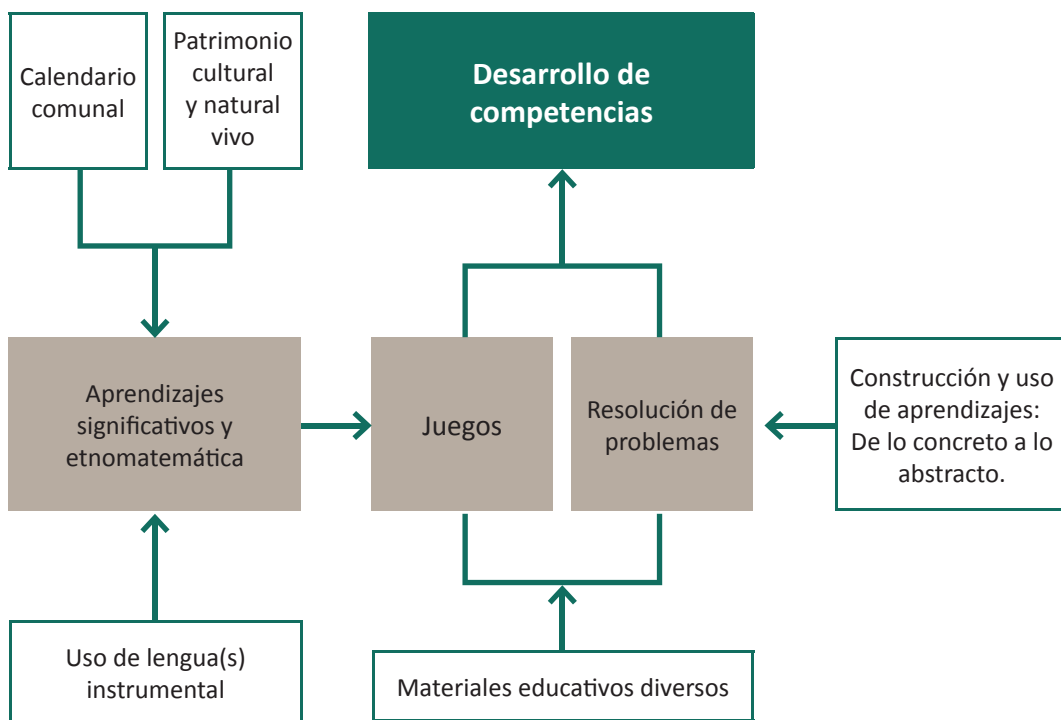 Calendario
comunal
Patrimonio
cultural
y natural
vivo
Desarrollo de
competencias
Aprendizajes
significativos y
etnomatemática
Juegos
Resolución de
problemas
Construcción y uso
de aprendizajes:
De lo concreto a lo
abstracto.
Uso de lengua(s)
instrumental
Materiales educativos diversos